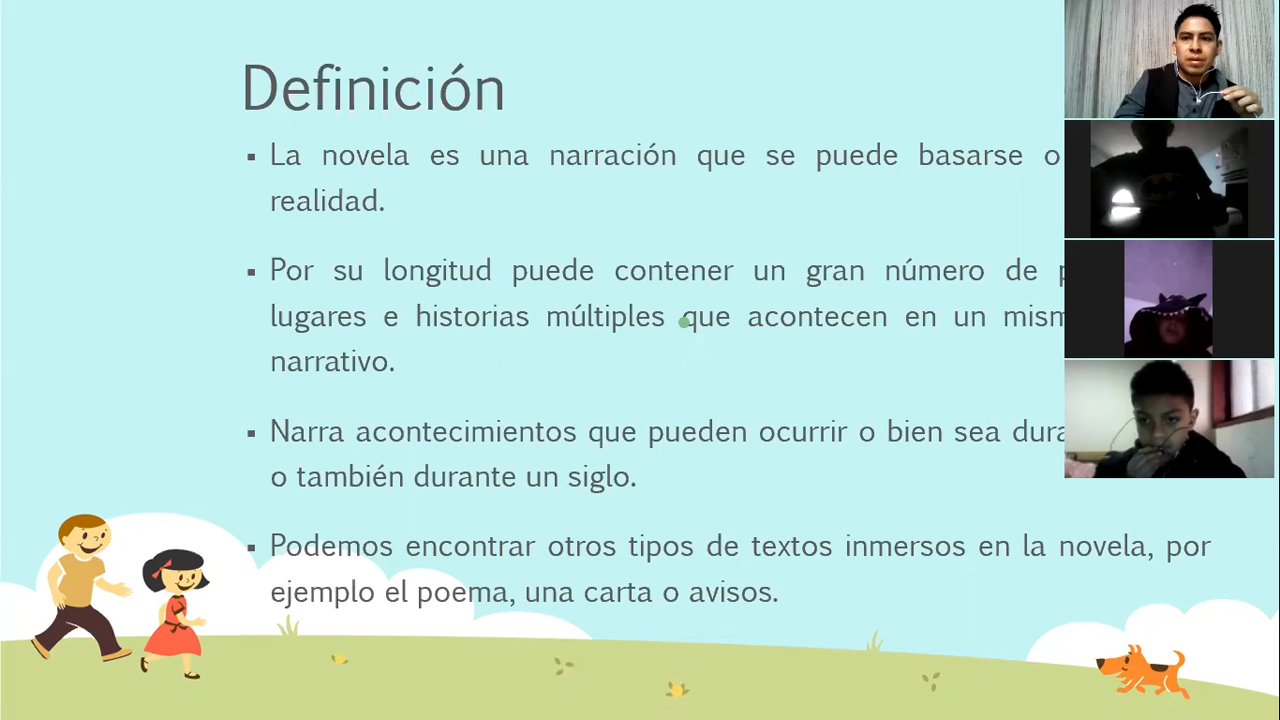 Definición
▪ La novela es una narración que se puede basarse o
realidad.
▪ Por su longitud puede contener un gran número de
lugares e historias múltiples que acontecen en un
narrativo.
▪ Narra acontecimientos que pueden ocurrir o bien sea
o también durante un siglo.
▪ Podemos encontrar otros tipos de textos inmersos en la novela, por
ejemplo el poema, una carta o avisos.